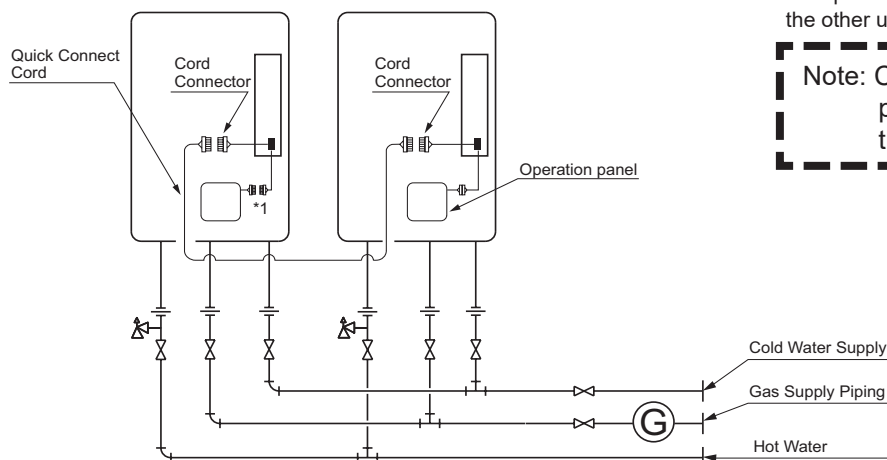 the other u
Note: C
p
t
Quick Connect
Cord
Cord
Connector
Cord
Connector
Operation panel
*1
Cold Water Supply
Gas Supply Piping
G
Hot Water